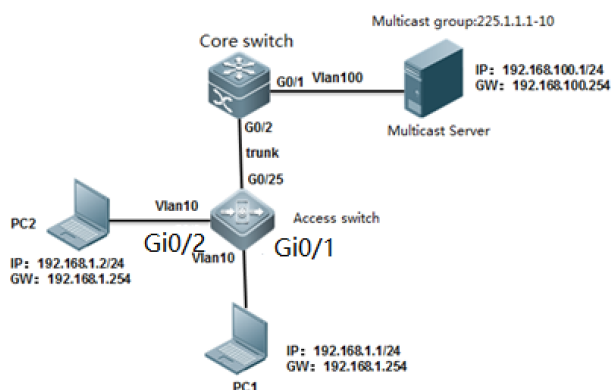 Multicast group:225.1.1.1-10
Core switch
G0/1
Vlan100
IP: 192.168.100.1/24
GW: 192.168.100.254
Multicast Server
G0/2
trunk
G0/25
Vlan10
PC2
Access switch
Gi0/2
Gi0/1
Vlan10
IP: 192.168.1.2/24
GW: 192.168.1.254
IP: 192.168.1.1/24
GW: 192.168.1.254
PC1